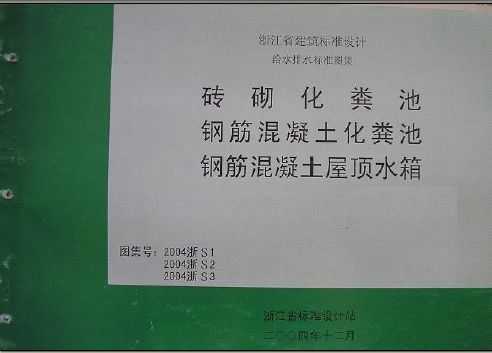 浙江省建筑标准设计
给水排水标准图集
砖砌化粪池
钢筋混凝土化粪池
钢筋混凝土屋顶水箱
图集号：2004浙S1
2004浙S2
2004浙S3
浙江省标准设计站
二〇〇四年十二月